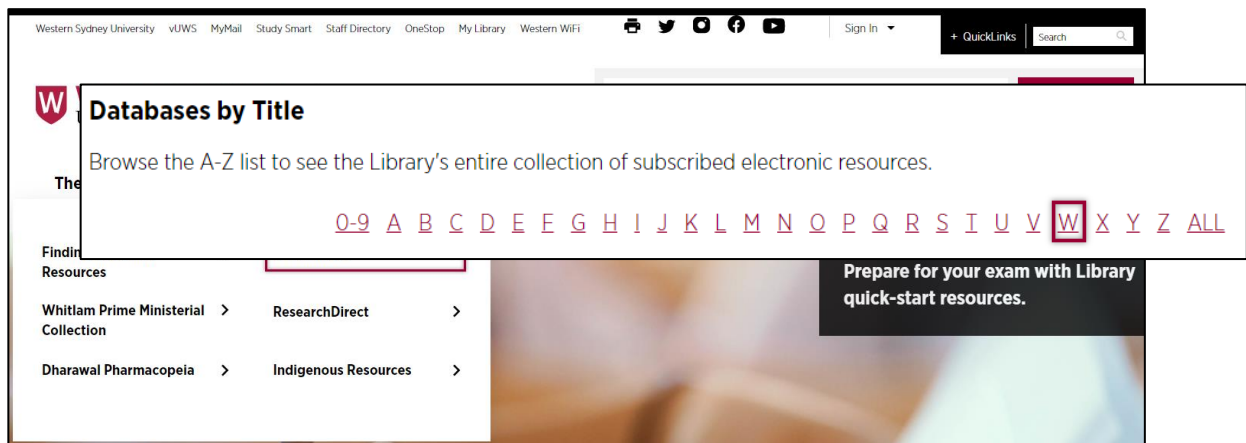 Western Sydney University vUWS MyMail Study Smart Staff Directory OneStop My Library Western WiFi Sign In + QuickLinks Search
W
Databases by Title
Browse the A-Z list to see the Library's entire collection of subscribed electronic resources.
The
0-9 A B C D E F G H I J K L M N O P Q R S T U V W X Y Z ALL
Findin
Resources
Prepare for your exam with Library
quick-start resources.
Whitlam Prime Ministerial
Collection
ResearchDirect
Dharawal Pharmacopeia
Indigenous Resources